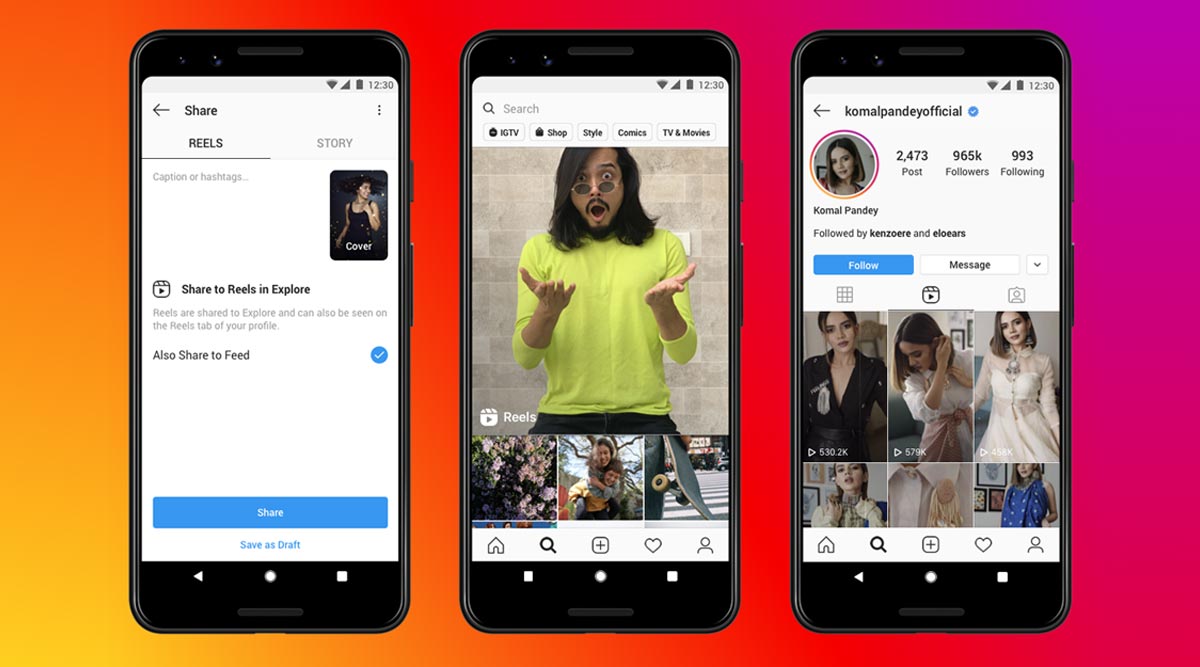 12:30
Share
REELS
STORY
Caption or hashtags...
Cover
Share to Reels in Explore
Reels are shared to Explore and can also be seen on
the Reels tab of your profile.
Also Share to Feed
Share
Save as Draft
12:30
Search
IGTV
Shop
Style
Comics
TV & Movies
Reels
12:30
komalpandeyofficial
2,473
965k
993
Post
Followers
Following
Komal Pandey
Followed by kenzoere and eloears
Follow
Message
530.2K
579K
458K